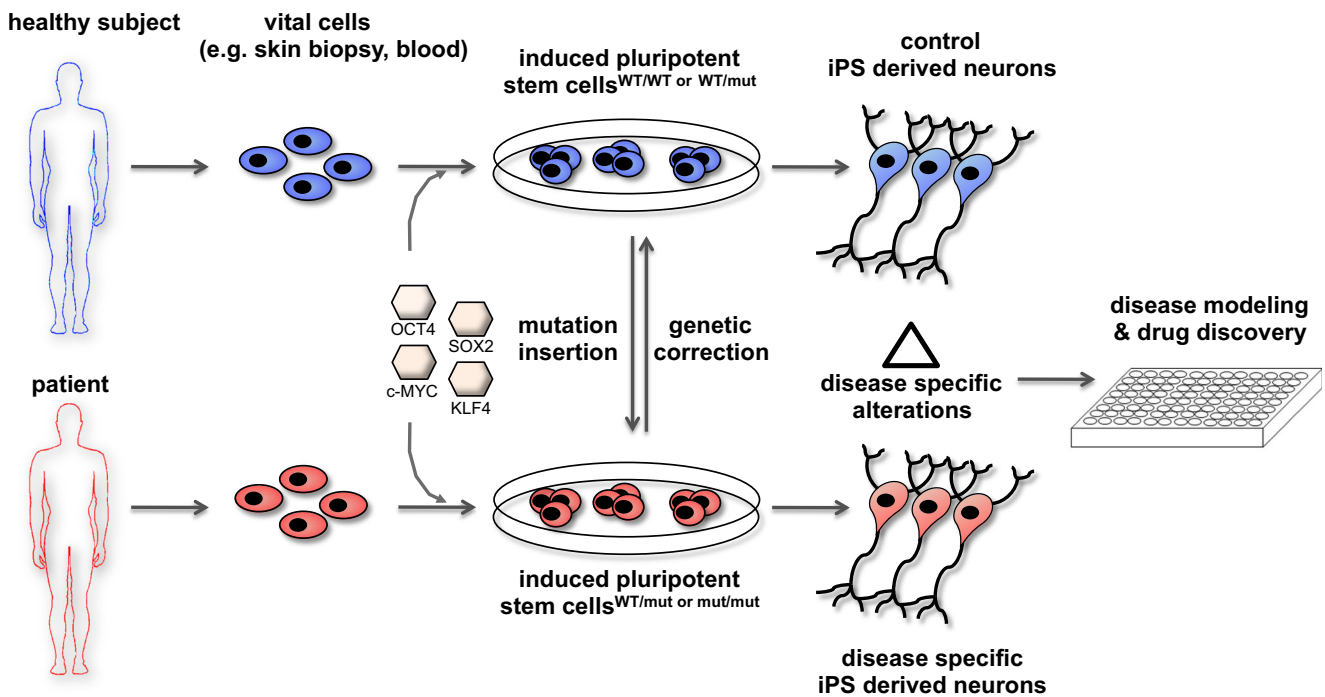 healthy subject
vital cells
(e.g. skin biopsy, blood)
induced pluripotent
stem cellsWT/WT or WT/mut
control
iPS derived neurons
OCT4
SOX2
c-MYC
KLF4
mutation
insertion
genetic
correction
disease specific
alterations
disease modeling
& drug discovery
patient
induced pluripotent
stem cellsWT/mut or mut/mut
disease specific
iPS derived neurons